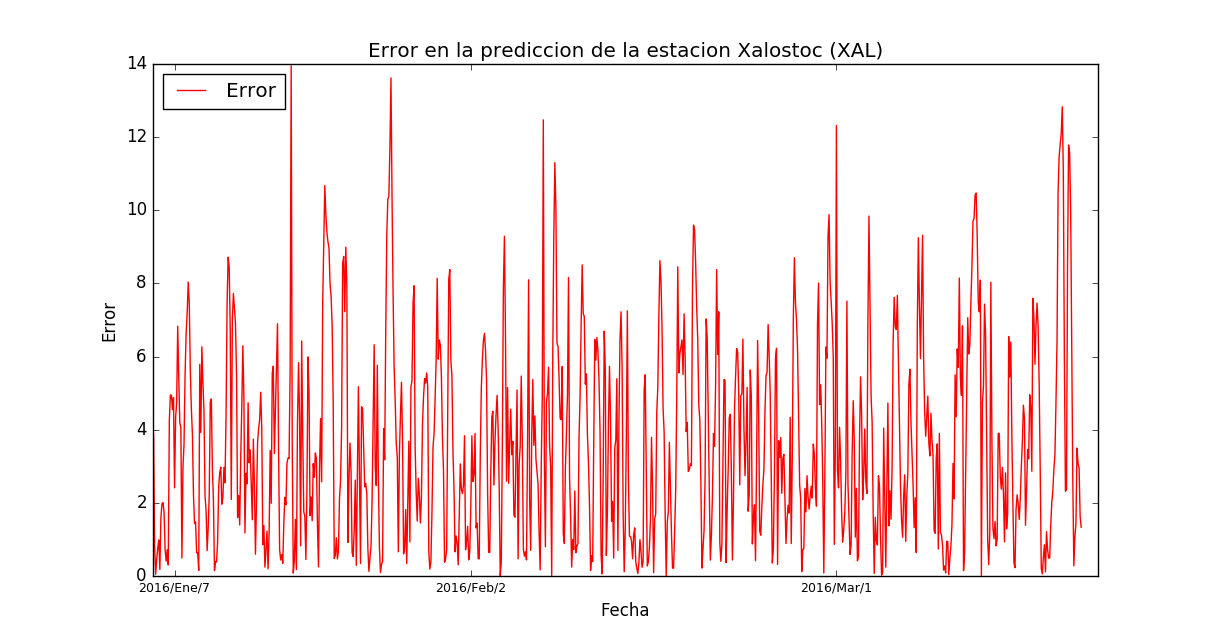 Error en la prediccion de la estacion Xalostoc (XAL)
Error
14
12
10
8
6
4
2
0
Error
2016/Ene/7
2016/Feb/2
2016/Mar/1
Fecha